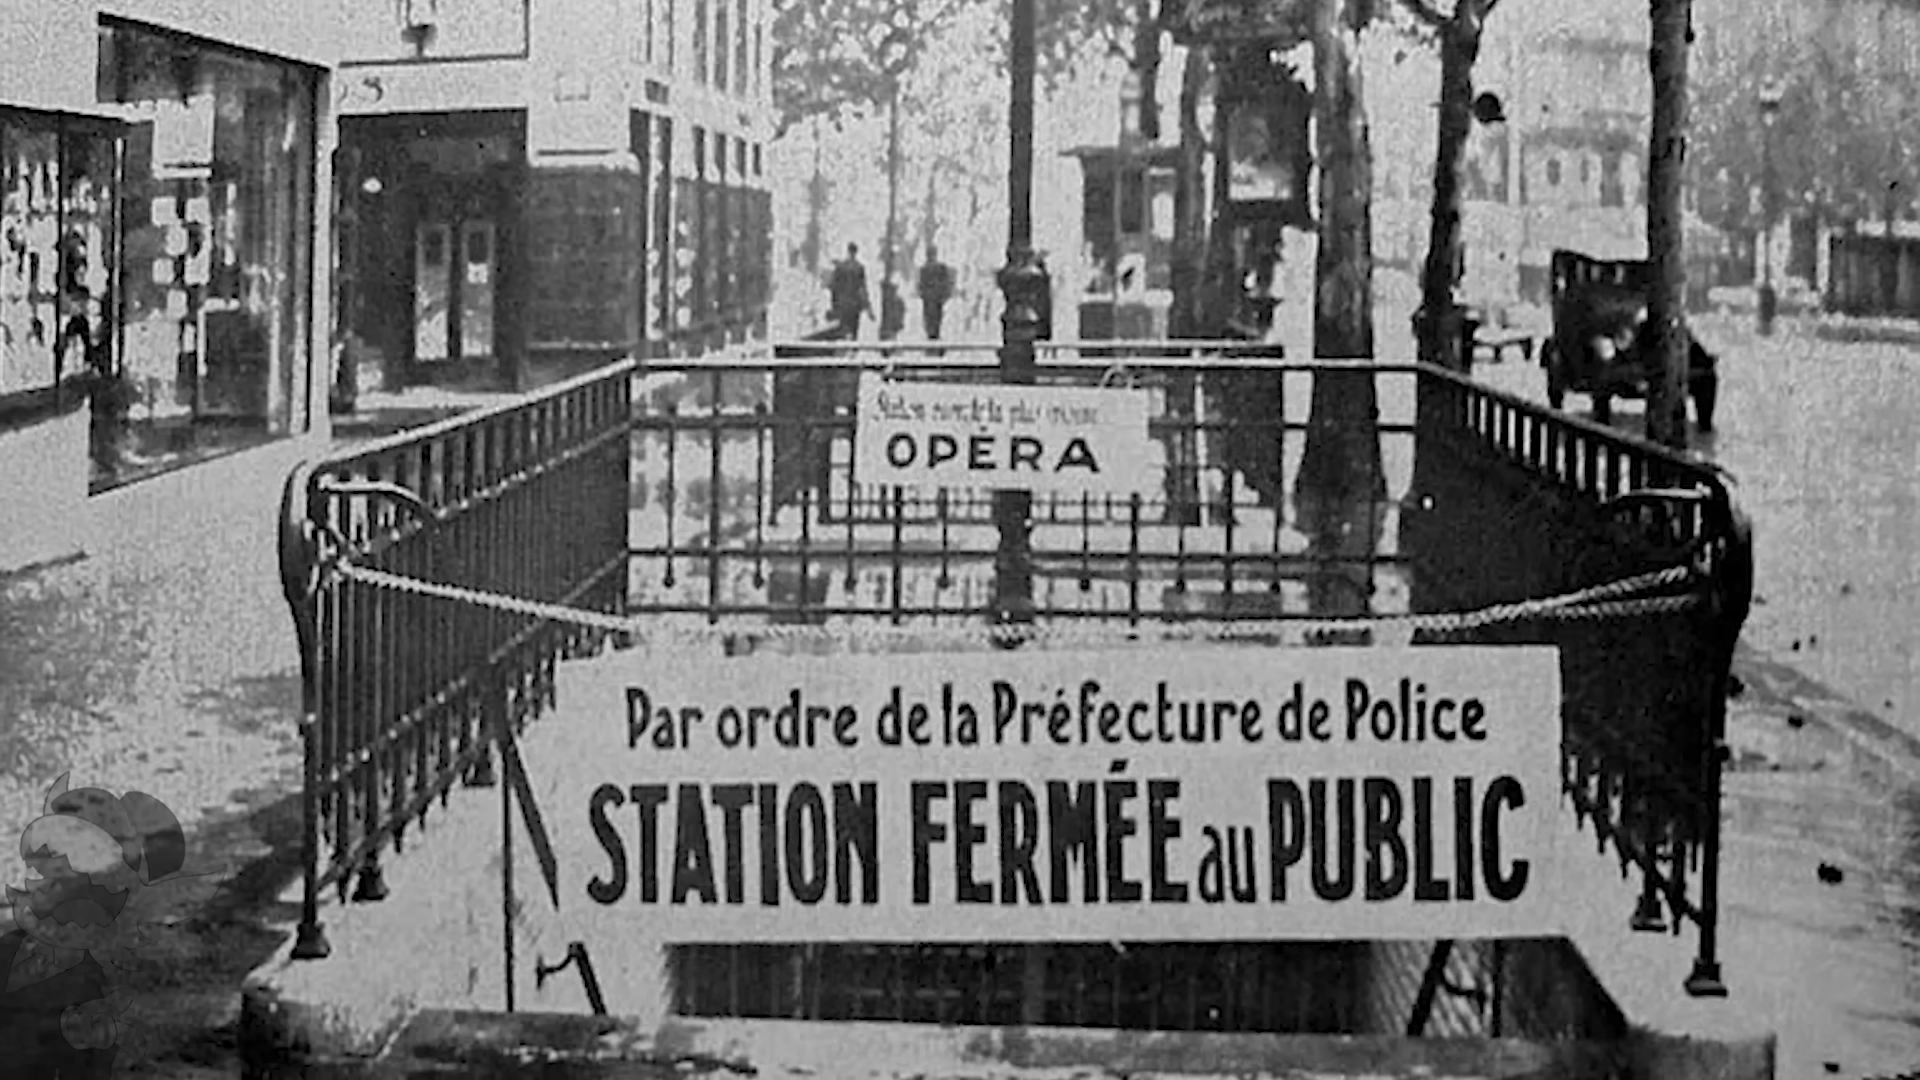 OPÉRA
Par ordre de la Préfecture de Police
STATION FERMÉE au PUBLIC